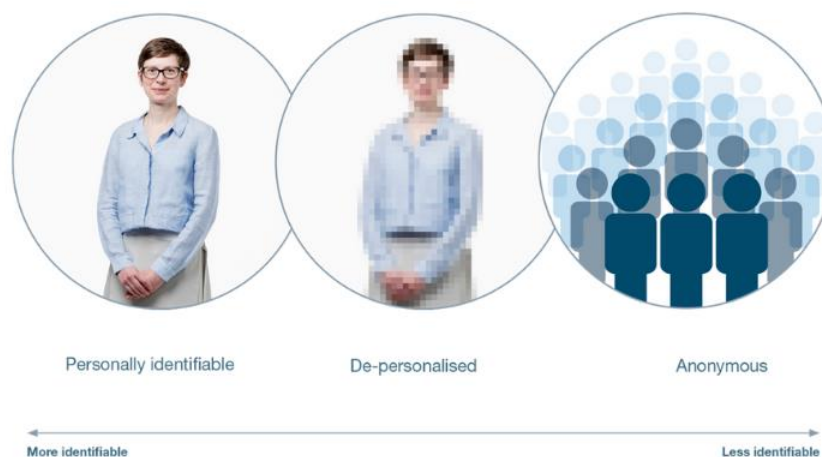 Personally identifiable
De-personalised
Anonymous
More identifiable
Less identifiable